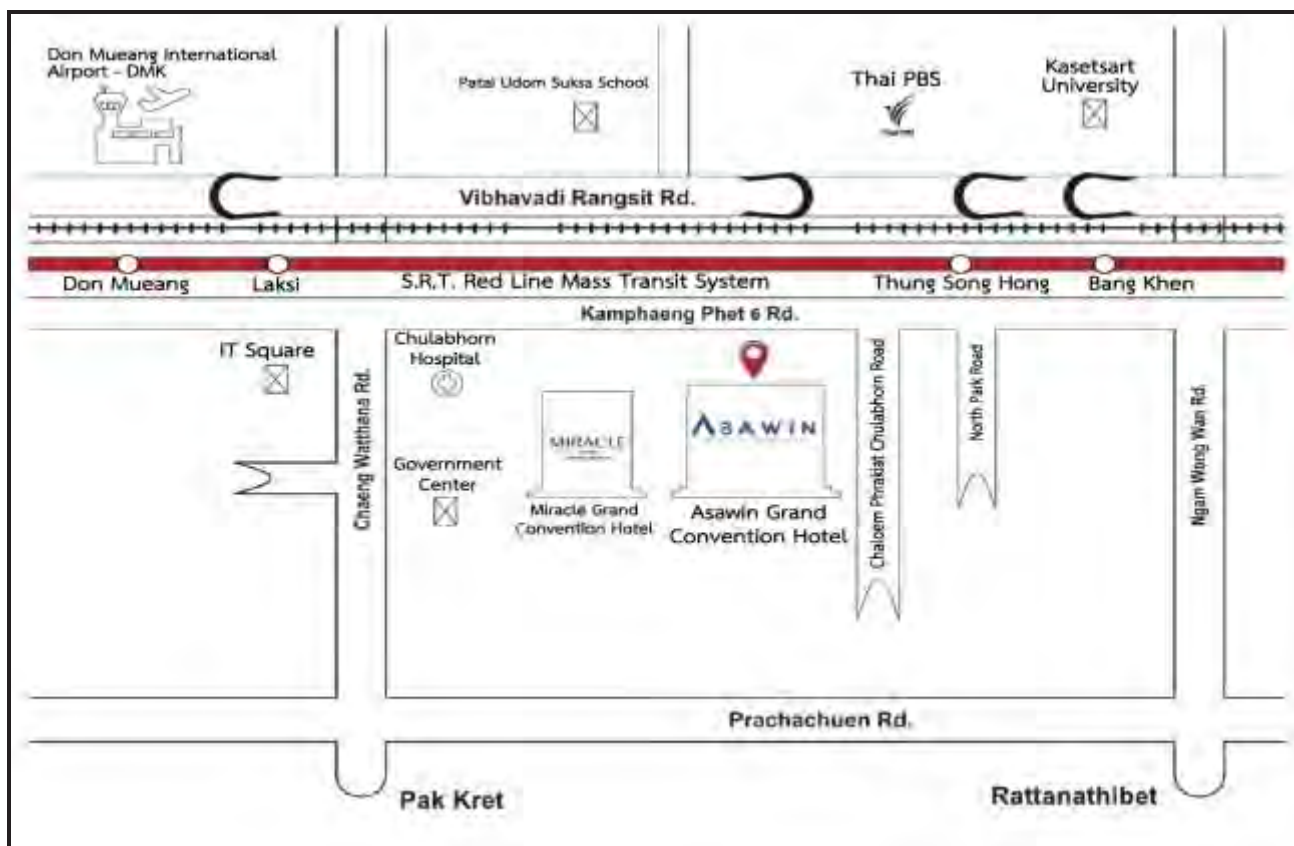 Don Mueang International
Airport - DMK
Patai Udom Suksa School
Thai PBS
Kasetsart
University
Vibhavadi Rangsit Rd.
Don Mueang
Laksi
S.R.T. Red Line Mass Transit System
Thung Song Hong
Bang Khen
Kamphaeng Phet 6 Rd.
IT Square
Chaeng Watthana Rd.
Chulabhorn
Hospital
Government
Center
MIRACLE
Miracle Grand
Convention Hotel
ASAWIN
Asawin Grand
Convention Hotel
Chaloem Phrakiat Chulabhorn Road
North Park Road
Ngam Wong Wan Rd.
Prachachuen Rd.
Pak Kret
Rattanathibet